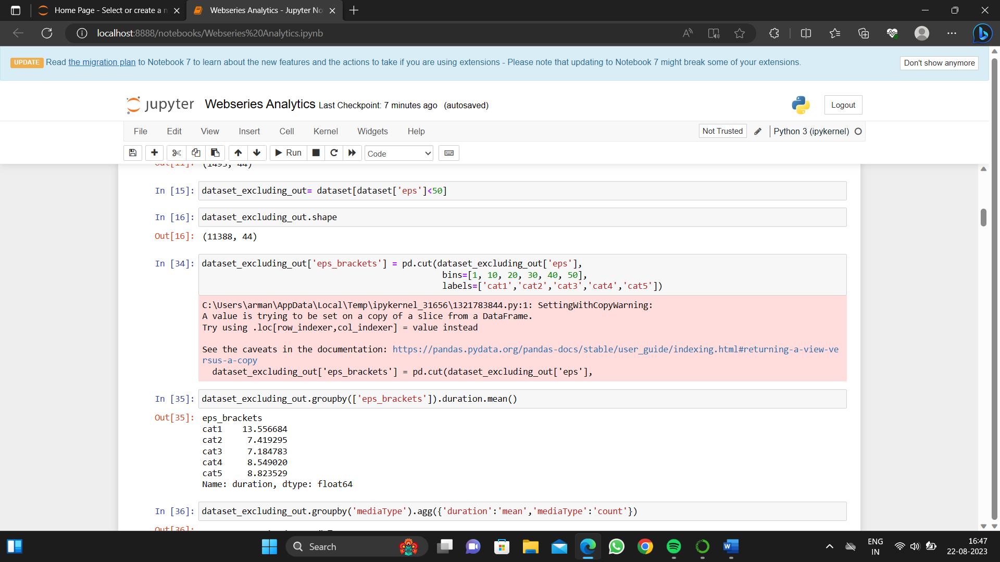 Home Page - Select or create a n
Webseries Analytics - Jupyter No
localhost:8888/notebooks/Webseries%20Analytics.ipynb
UPDATE Read the migration plan to Notebook 7 to learn about the new features and the actions to take if you are using extensions - Please note that updating to Notebook 7 might break some of your extensions.
Don't show anymore
jupyter Webseries Analytics Last Checkpoint: 7 minutes ago (autosaved)
Logout
File Edit View Insert Cell Kernel Widgets Help
Not Trusted Python 3 (ipykernel)
Run Code
Out[11]: (1493, 44)
In [15]: dataset_excluding_out= dataset[dataset['eps']<50]
In [16]: dataset_excluding_out.shape
Out[16]: (11388, 44)
In [34]: dataset_excluding_out['eps_brackets'] = pd.cut(dataset_excluding_out['eps'],
bins=[1, 10, 20, 30, 40, 50],
labels=['cat1','cat2','cat3','cat4','cat5'])
C:\Users\arman\AppData\Local\Temp\ipykernel_31656\1321783844.py:1: SettingWithCopyWarning:
A value is trying to be set on a copy of a slice from a DataFrame.
Try using .loc[row_indexer,col_indexer] = value instead
See the caveats in the documentation: https://pandas.pydata.org/pandas-docs/stable/user_guide/indexing.html#returning-a-view-ve
rsus-a-copy
dataset_excluding_out['eps_brackets'] = pd.cut(dataset_excluding_out['eps'],
In [35]: dataset_excluding_out.groupby(['eps_brackets']).duration.mean()
Out[35]: eps_brackets
cat1 13.556684
cat2 7.419295
cat3 7.184783
cat4 8.549020
cat5 8.823529
Name: duration, dtype: float64
In [36]: dataset_excluding_out.groupby('mediaType').agg({'duration':'mean','mediaType':'count'})
Out[36]:
Search
ENG
IN
16:47
22-08-2023